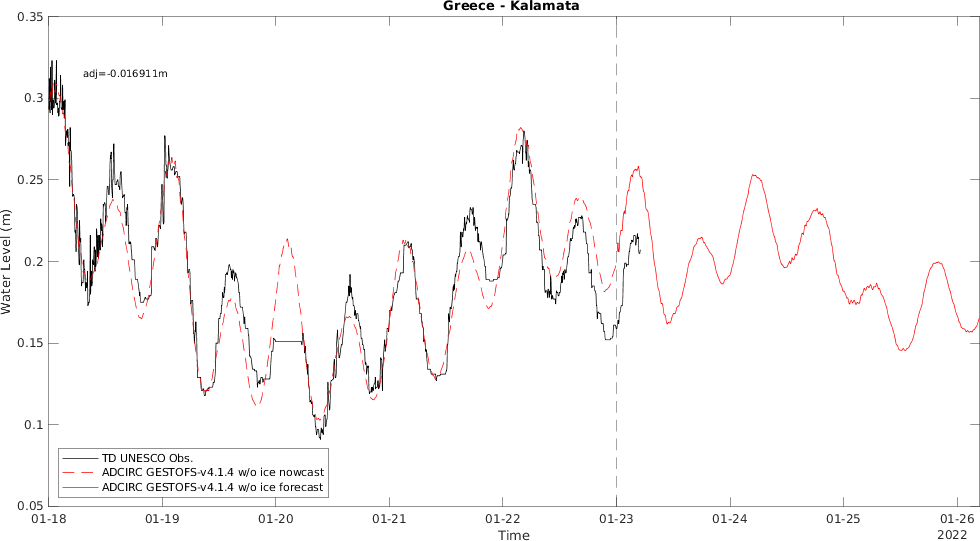 Greece - Kalamata
0.35
adj=-0.016911m
0.3
0.25
0.2
0.15
0.1
0.05
Water Level (m)
TD UNESCO Obs.
ADCIRC GESTOFS-v4.1.4 w/o ice nowcast
ADCIRC GESTOFS-v4.1.4 w/o ice forecast
01-18 01-19 01-20 01-21 01-22 01-23 01-24 01-25 01-26
Time
2022